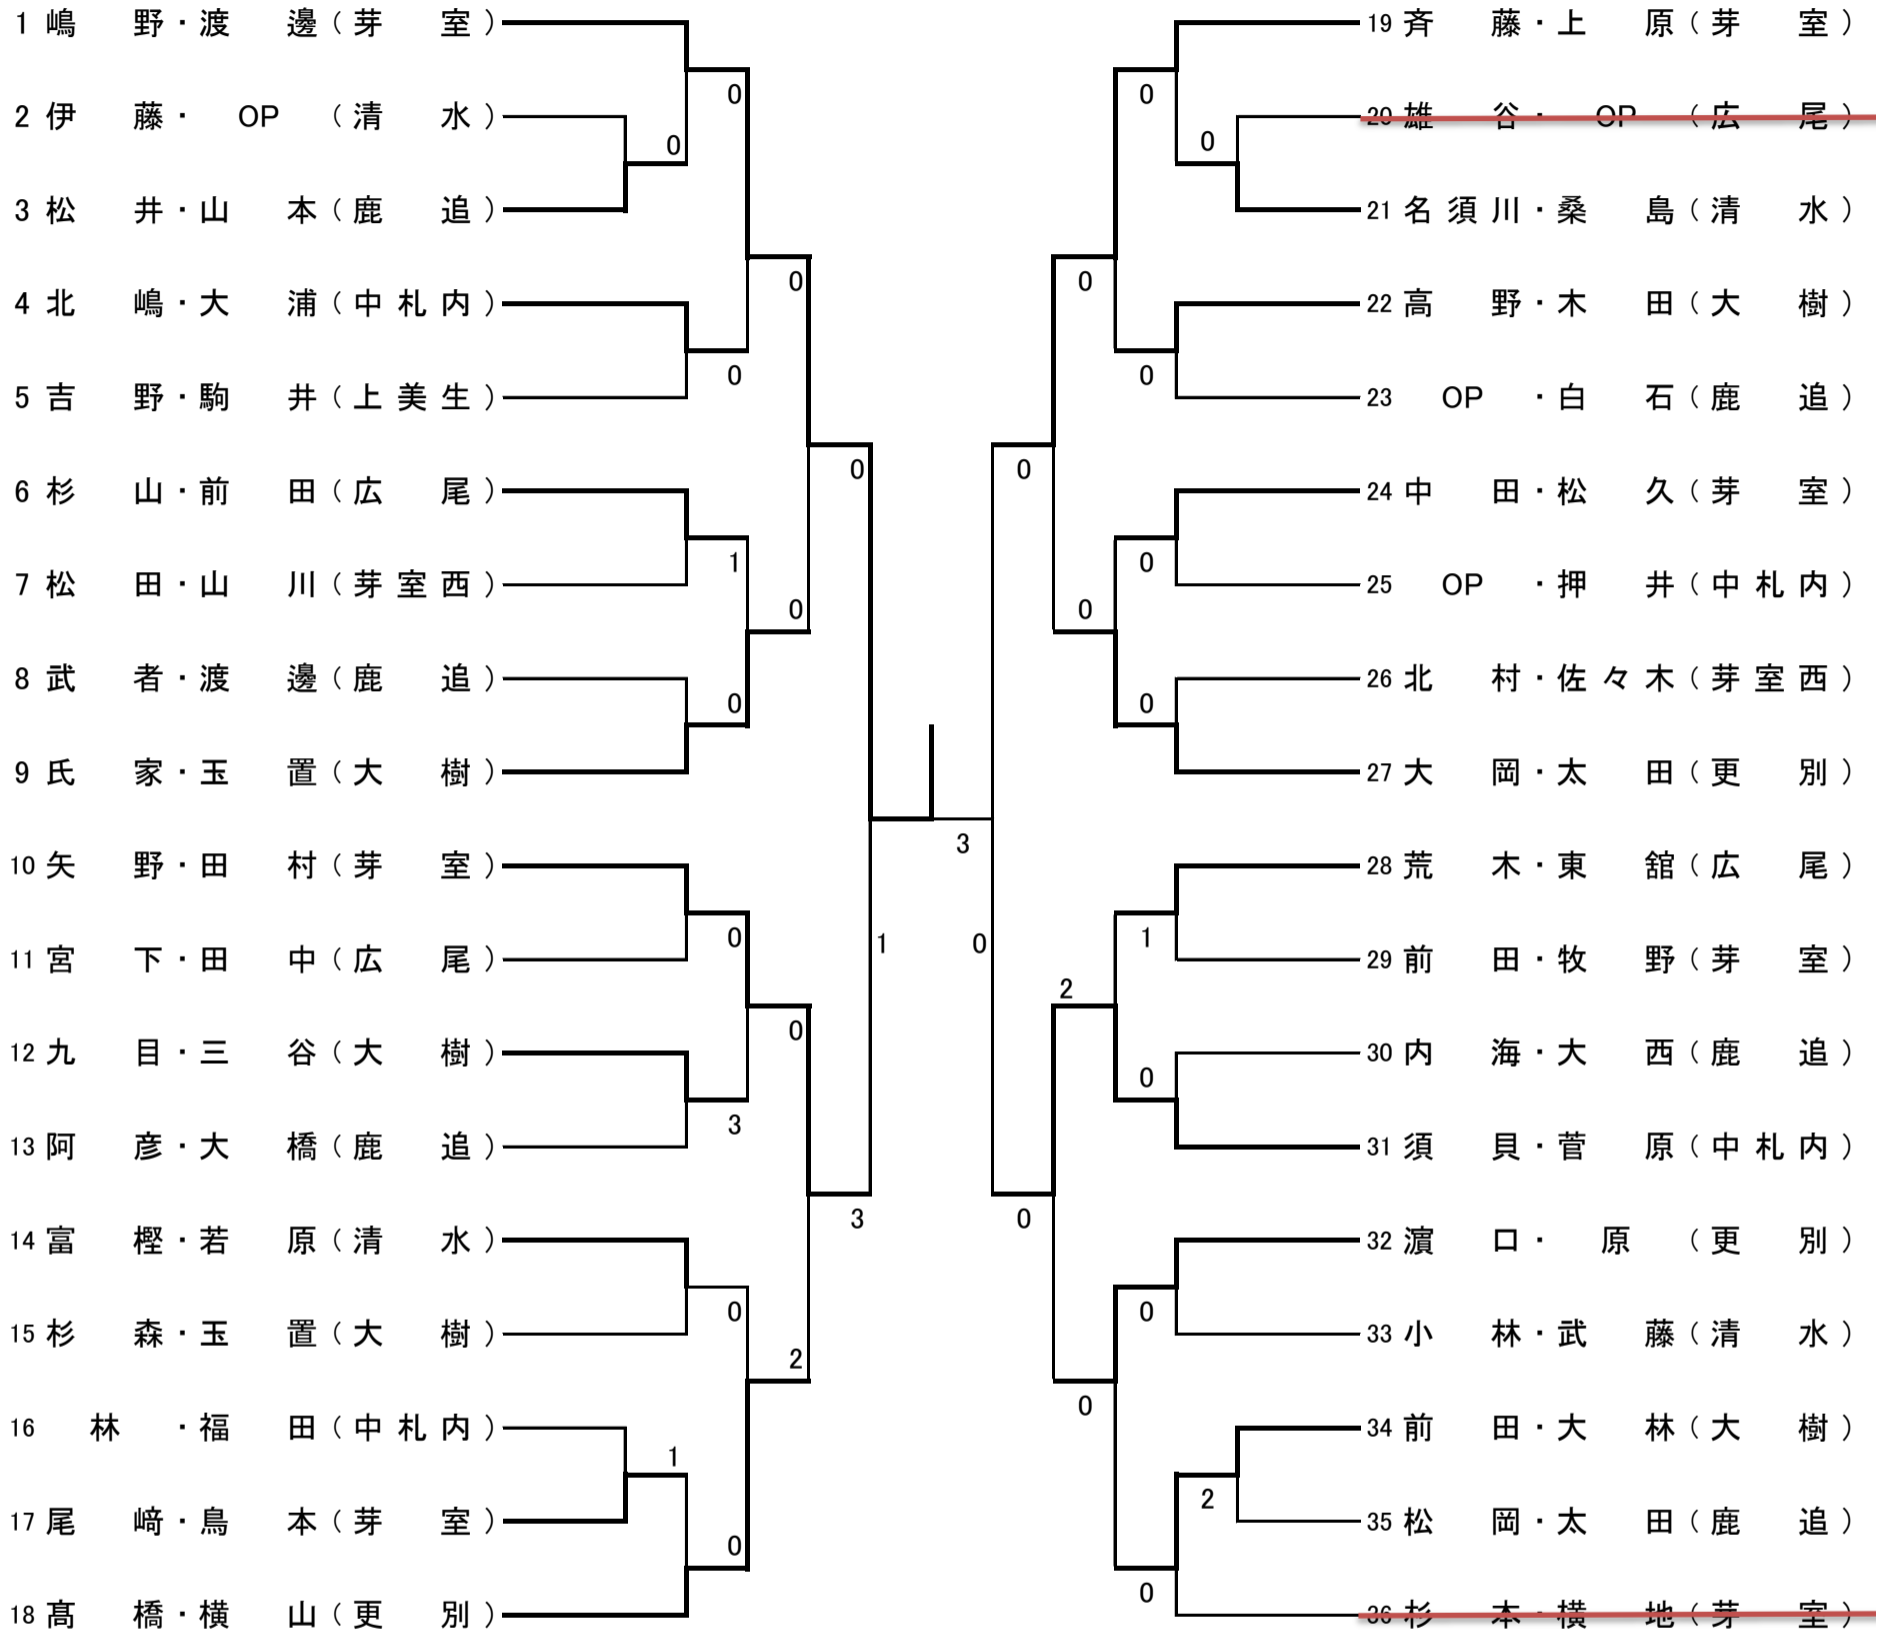 1 嶋野・渡邊(芽室)
2 伊藤・OP(清水)
3 松井・山本(鹿追)
4 北嶋・大浦(中札内)
5 吉野・駒井(上美生)
6 杉山・前田(広尾)
7 松田・山川(芽室西)
8 武者・渡邊(鹿追)
9 氏家・玉置(大樹)
10 矢野・田村(芽室)
11 宮下・田中(広尾)
12 九目・三谷(大樹)
13 阿彦・大橋(鹿追)
14 富樫・若原(清水)
15 杉森・玉置(大樹)
16 林・福田(中札内)
17 尾﨑・鳥本(芽室)
18 髙橋・横山(更別)
0
0
0
0
1
0
0
0
0
0
3
0
3
2
1
0
1
3
0
0
0
0
0
0
0
0
0
1
2
0
0
0
0
2
0
19 斉藤・上原(芽室)
20 雄谷・OP(広尾)
21 名須川・桑島(清水)
22 高野・木田(大樹)
23 OP・白石(鹿追)
24 中田・松久(芽室)
25 OP・押井(中札内)
26 北村・佐々木(芽室西)
27 大岡・太田(更別)
28 荒木・東舘(広尾)
29 前田・牧野(芽室)
30 内海・大西(鹿追)
31 須貝・菅原(中札内)
32 濵口・原(更別)
33 小林・武藤(清水)
34 前田・大林(大樹)
35 松岡・太田(鹿追)
36 杉本・横地(芽室)